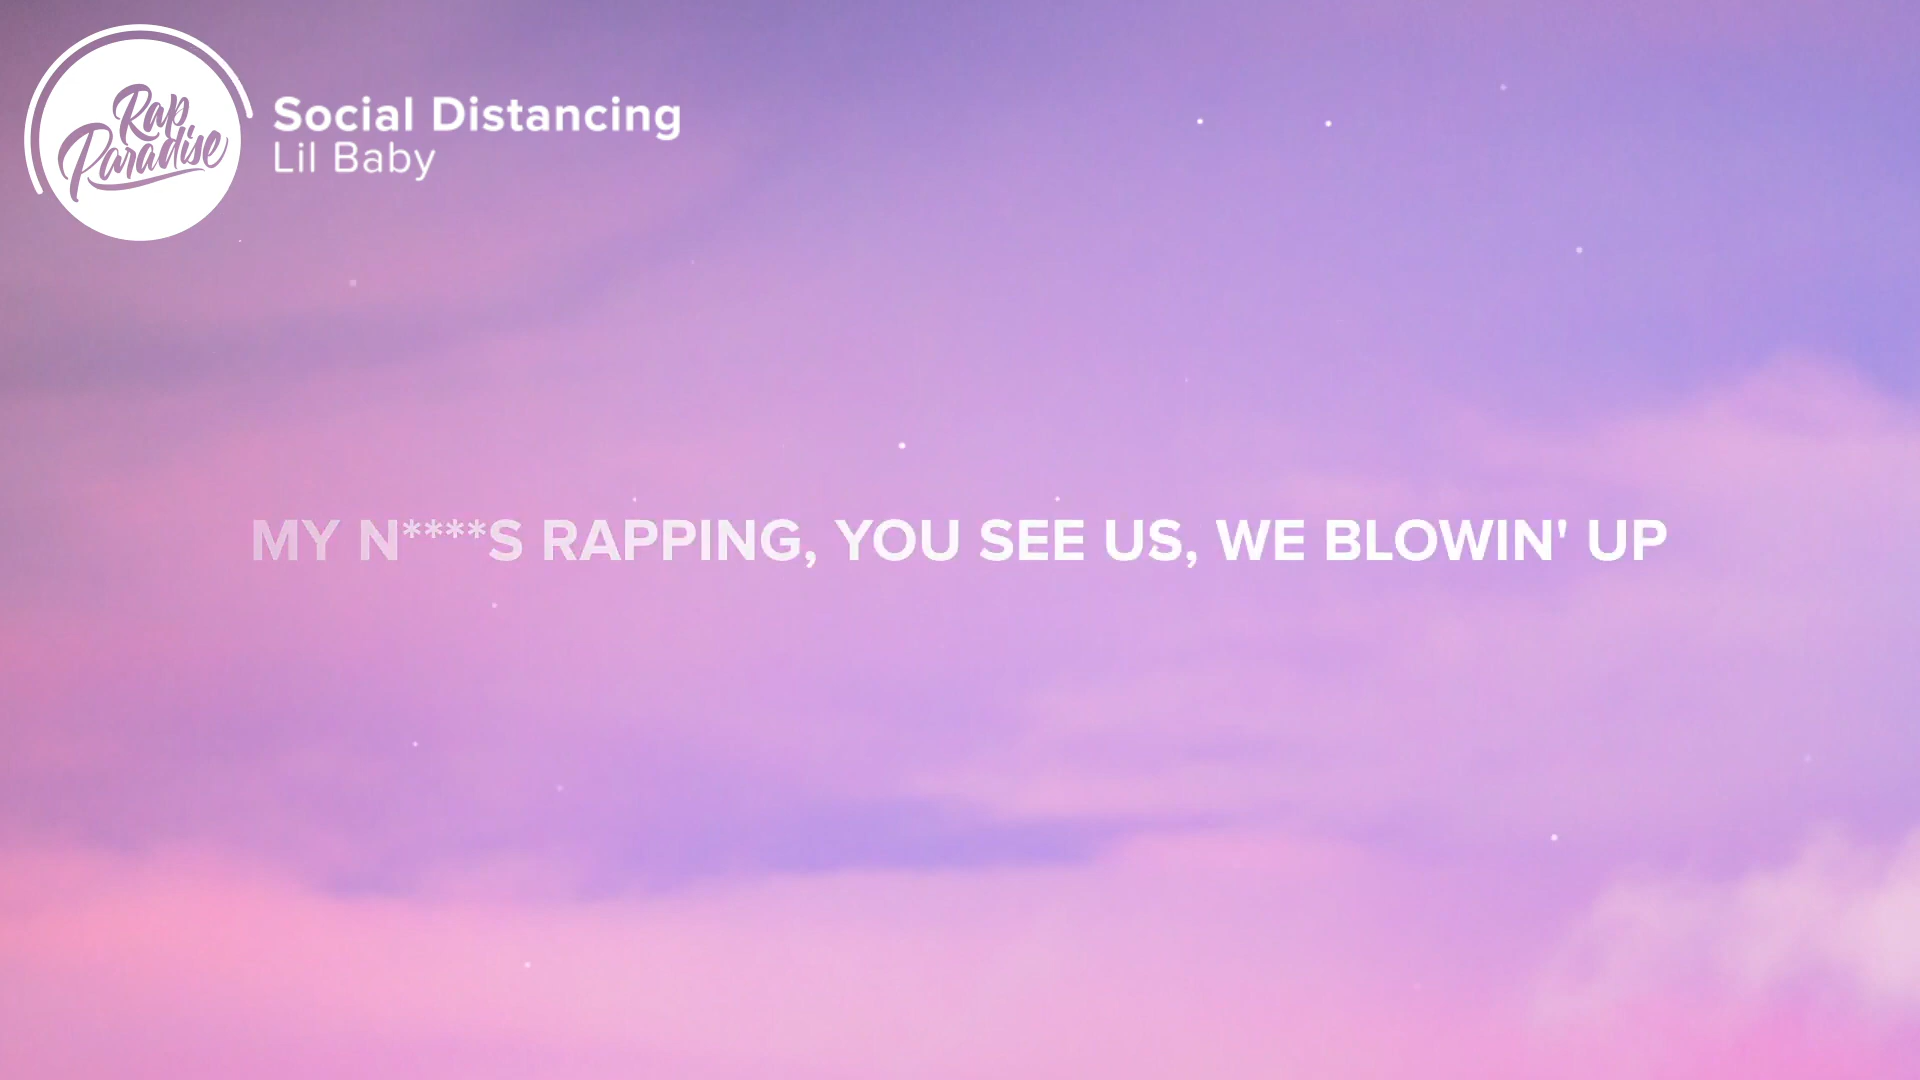 Rap
Paradise
Social Distancing
Lil Baby
MY N****S RAPPING, YOU SEE US, WE BLOWIN' UP